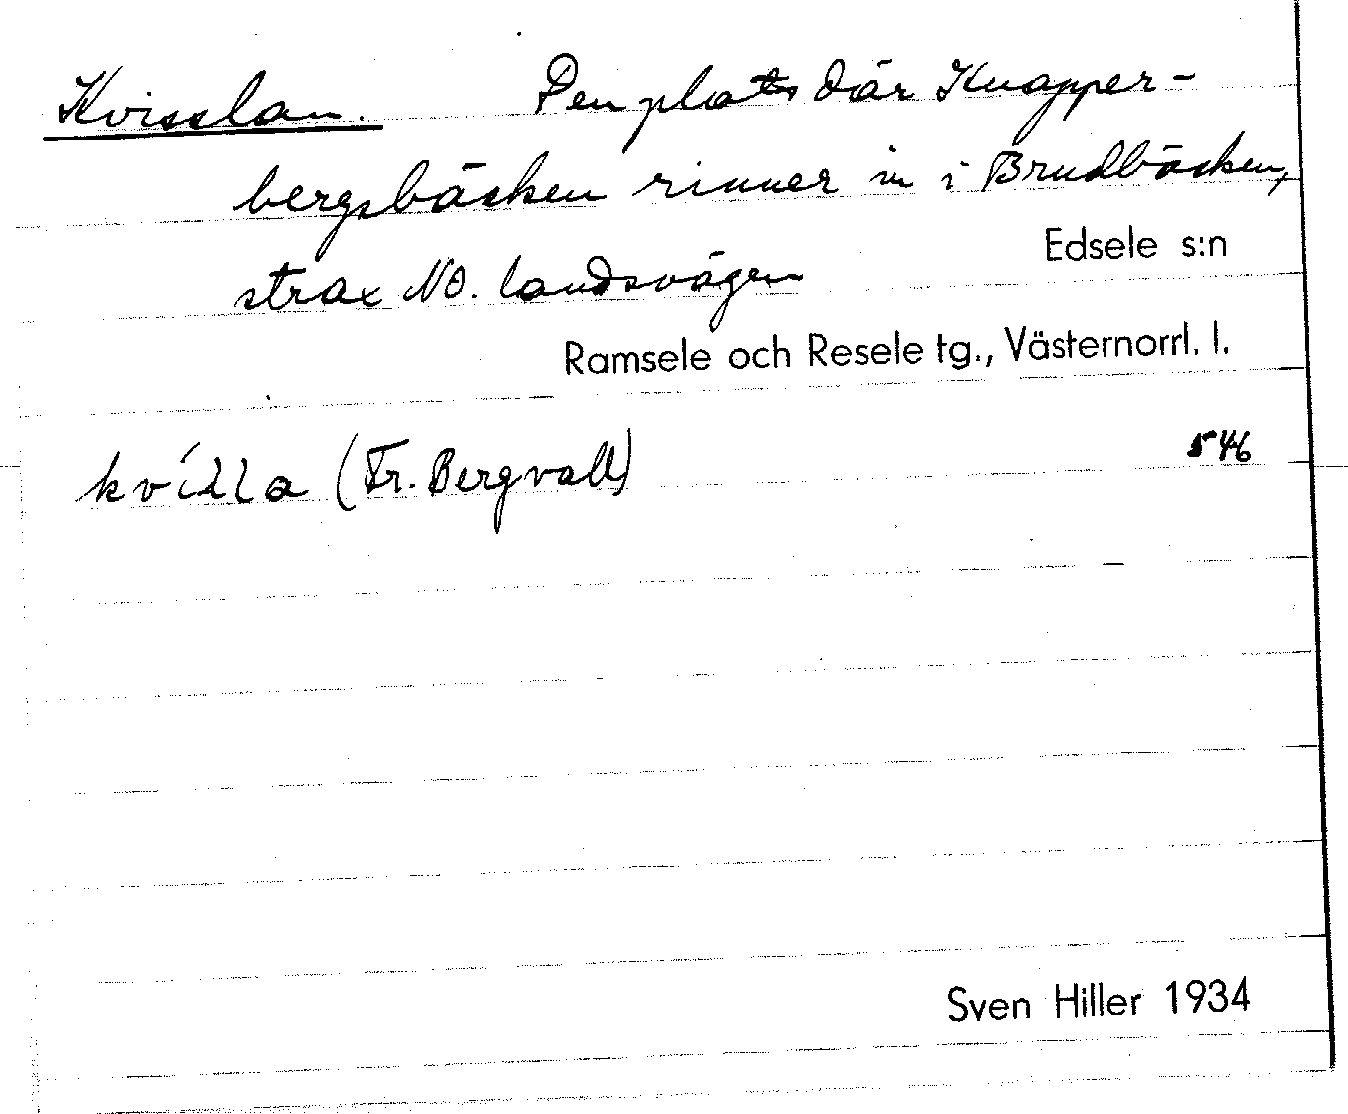 Kvisslan. Den plats där Knapper-
bergsbäcken rinner in i Brudbäcken,
strax NO. landsvägen
Edsele s:n
Ramsele och Resele tg., Västernorrl. l.
(Fr. Bergvall)
546
Sven Hiller 1934